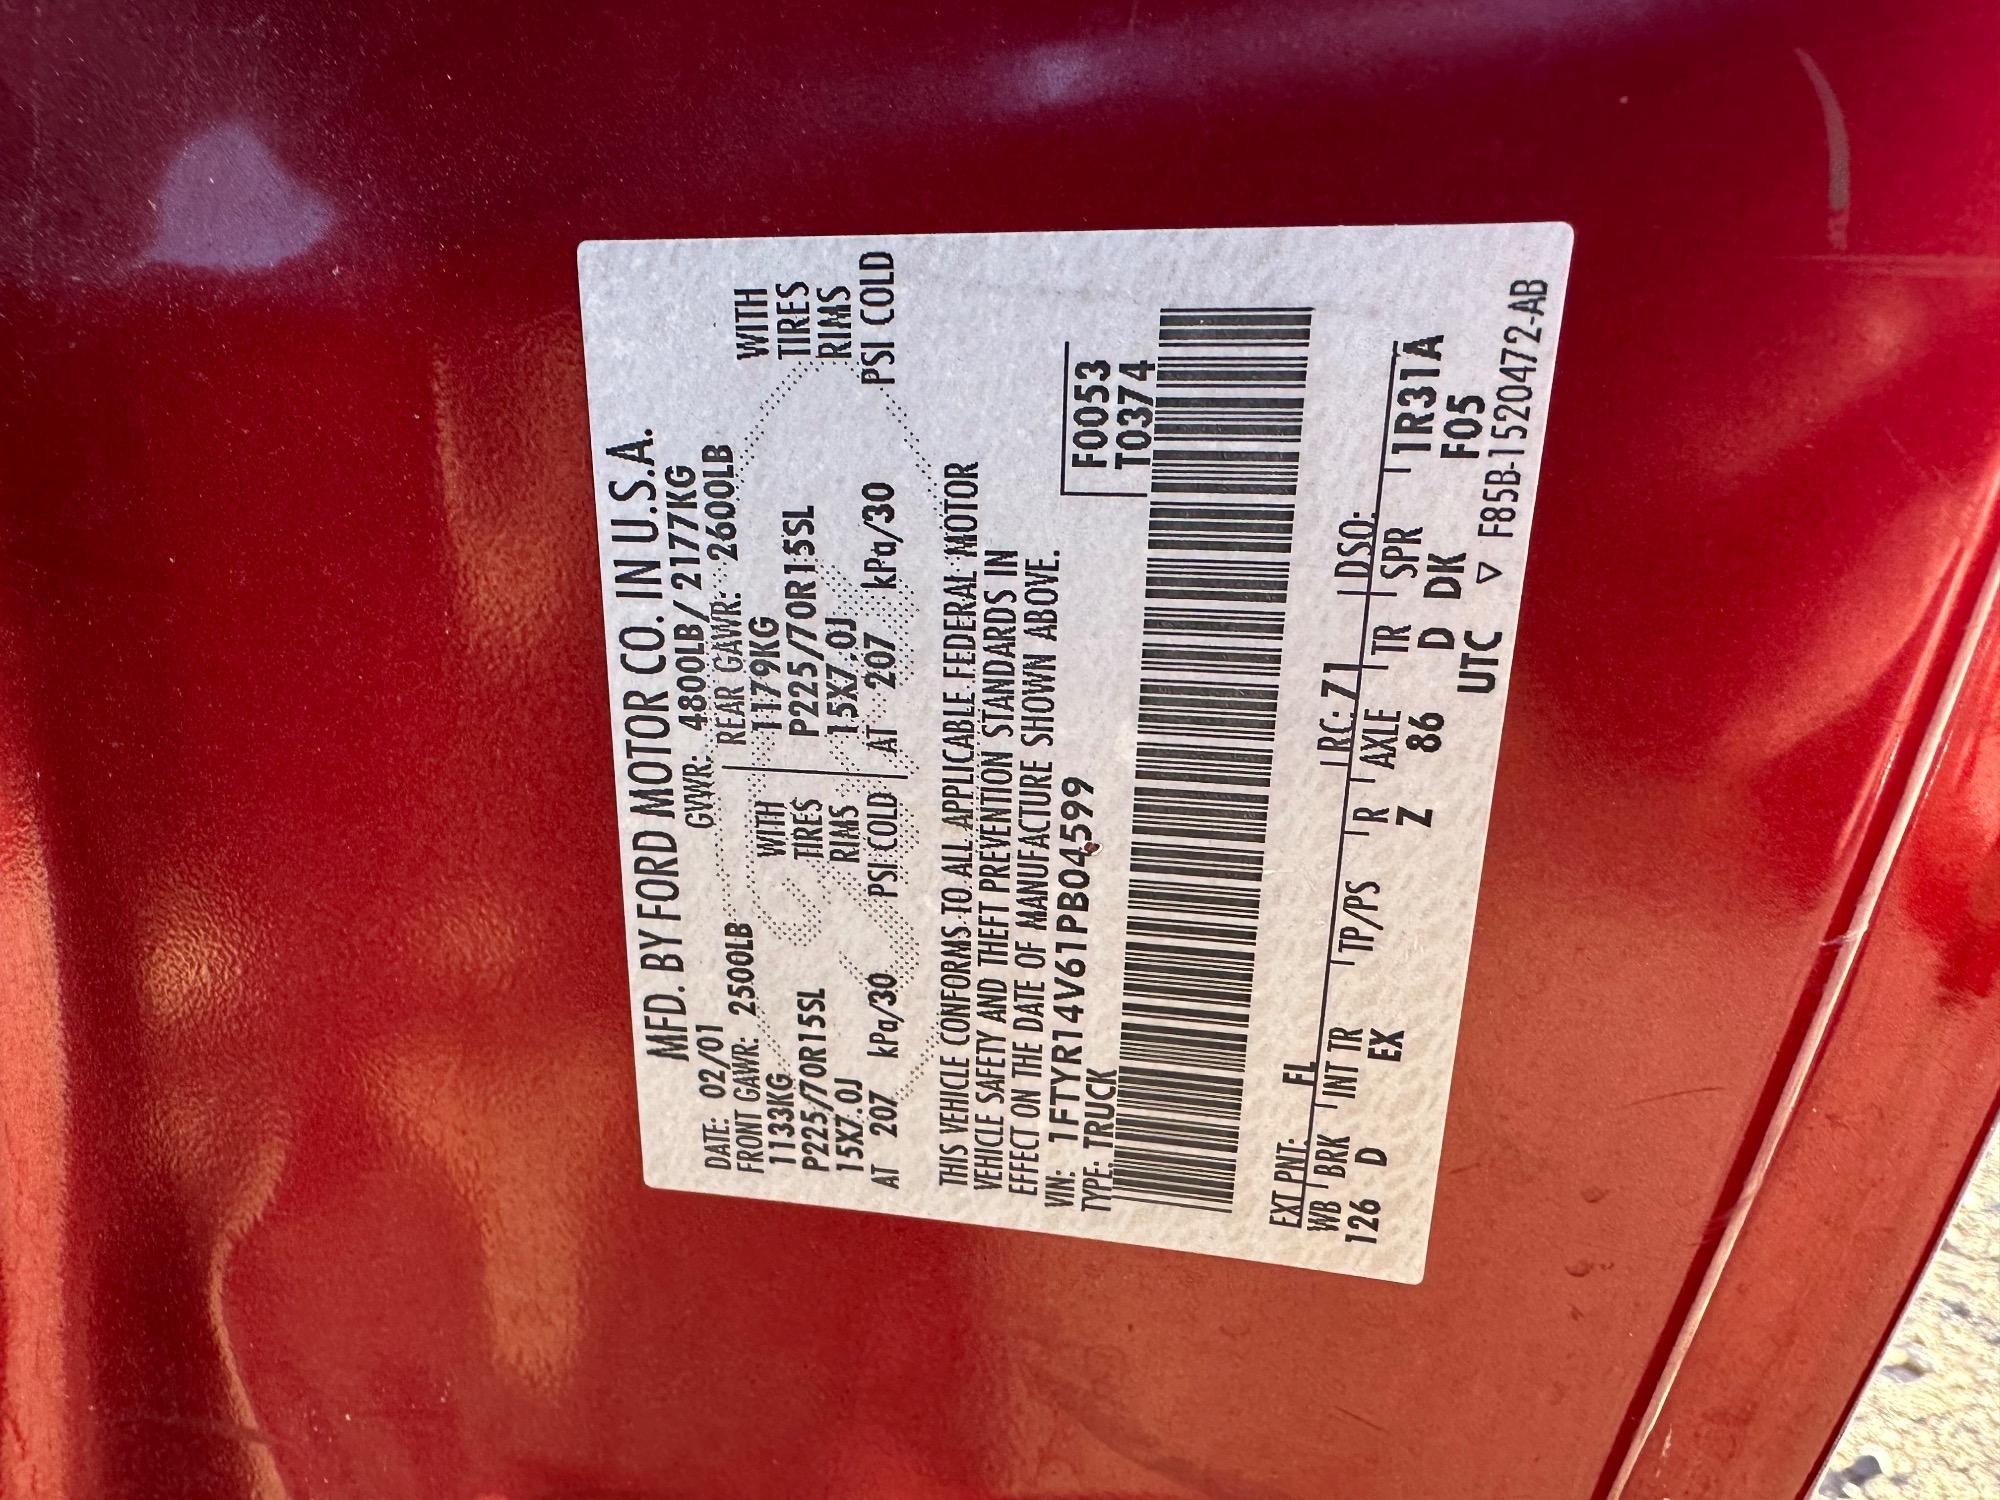 MFD. BY FORD MOTOR CO. IN U.S.A.
DATE: 02/01 GVWR: 4800LB/ 2177KG
FRONT GAWR: 2500LB REAR GAWR: 2600LB
1133KG WITH 1179KG WITH
P225/70R15SL TIRES P225/70R15SL TIRES
15X7.0J RIMS 15X7.0J RIMS
AT 207 kPa/30 PSI COLD AT 207 kPa/30 PSI COLD
THIS VEHICLE CONFORMS TO ALL APPLICABLE FEDERAL MOTOR
VEHICLE SAFETY AND THEFT PREVENTION STANDARDS IN
EFFECT ON THE DATE OF MANUFACTURE SHOWN ABOVE.
VIN: 1FTYR14V61PB04599 F0053
TYPE: TRUCK T0374
EXT PNT: FL RC: 71 DSO:
WB BRK INT TR TP/PS R AXLE TR SPR 1R31A
126 D EX Z 86 D DK F05
UTC ▽ F85B-1520472-AB